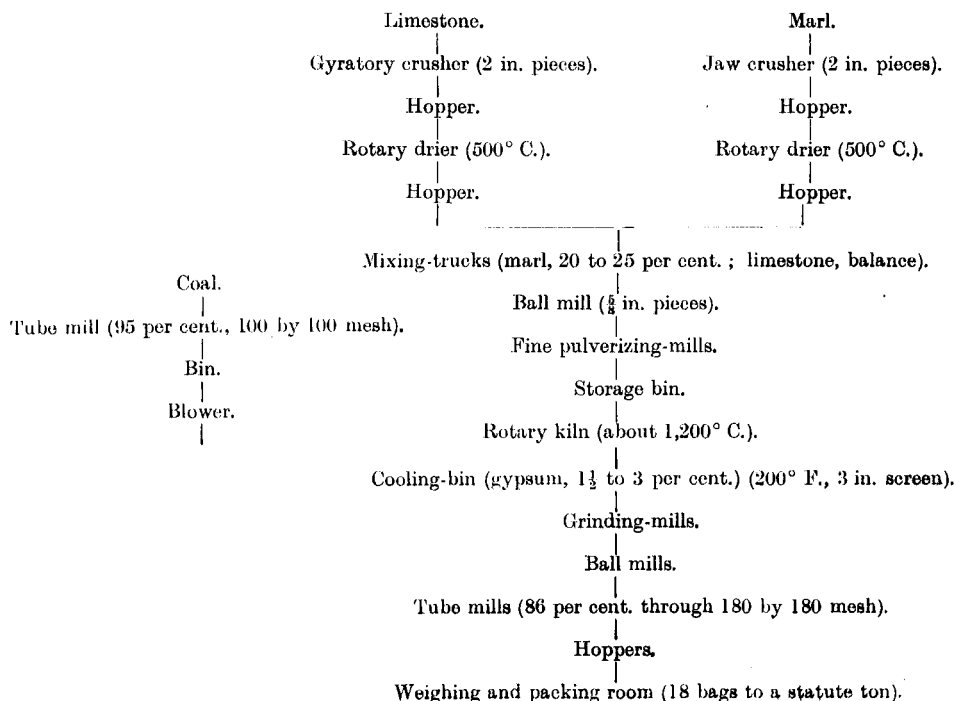 Limestone. Marl.
Gyratory crusher (2 in. pieces). Jaw crusher (2 in. pieces).
Hopper. Hopper.
Rotary drier (500° C.). Rotary drier (500° C.).
Hopper. Hopper.
Mixing-trucks (marl, 20 to 25 per cent. ; limestone, balance).
Coal.
Ball mill (⅝ in. pieces).
Tube mill (95 per cent., 100 by 100 mesh).
Fine pulverizing-mills.
Bin.
Storage bin.
Blower.
Rotary kiln (about 1,200° C.).
Cooling-bin (gypsum, 1½ to 3 per cent.) (200° F., 3 in. screen).
Grinding-mills.
Ball mills.
Tube mills (86 per cent. through 180 by 180 mesh).
Hoppers.
Weighing and packing room (18 bags to a statute ton).